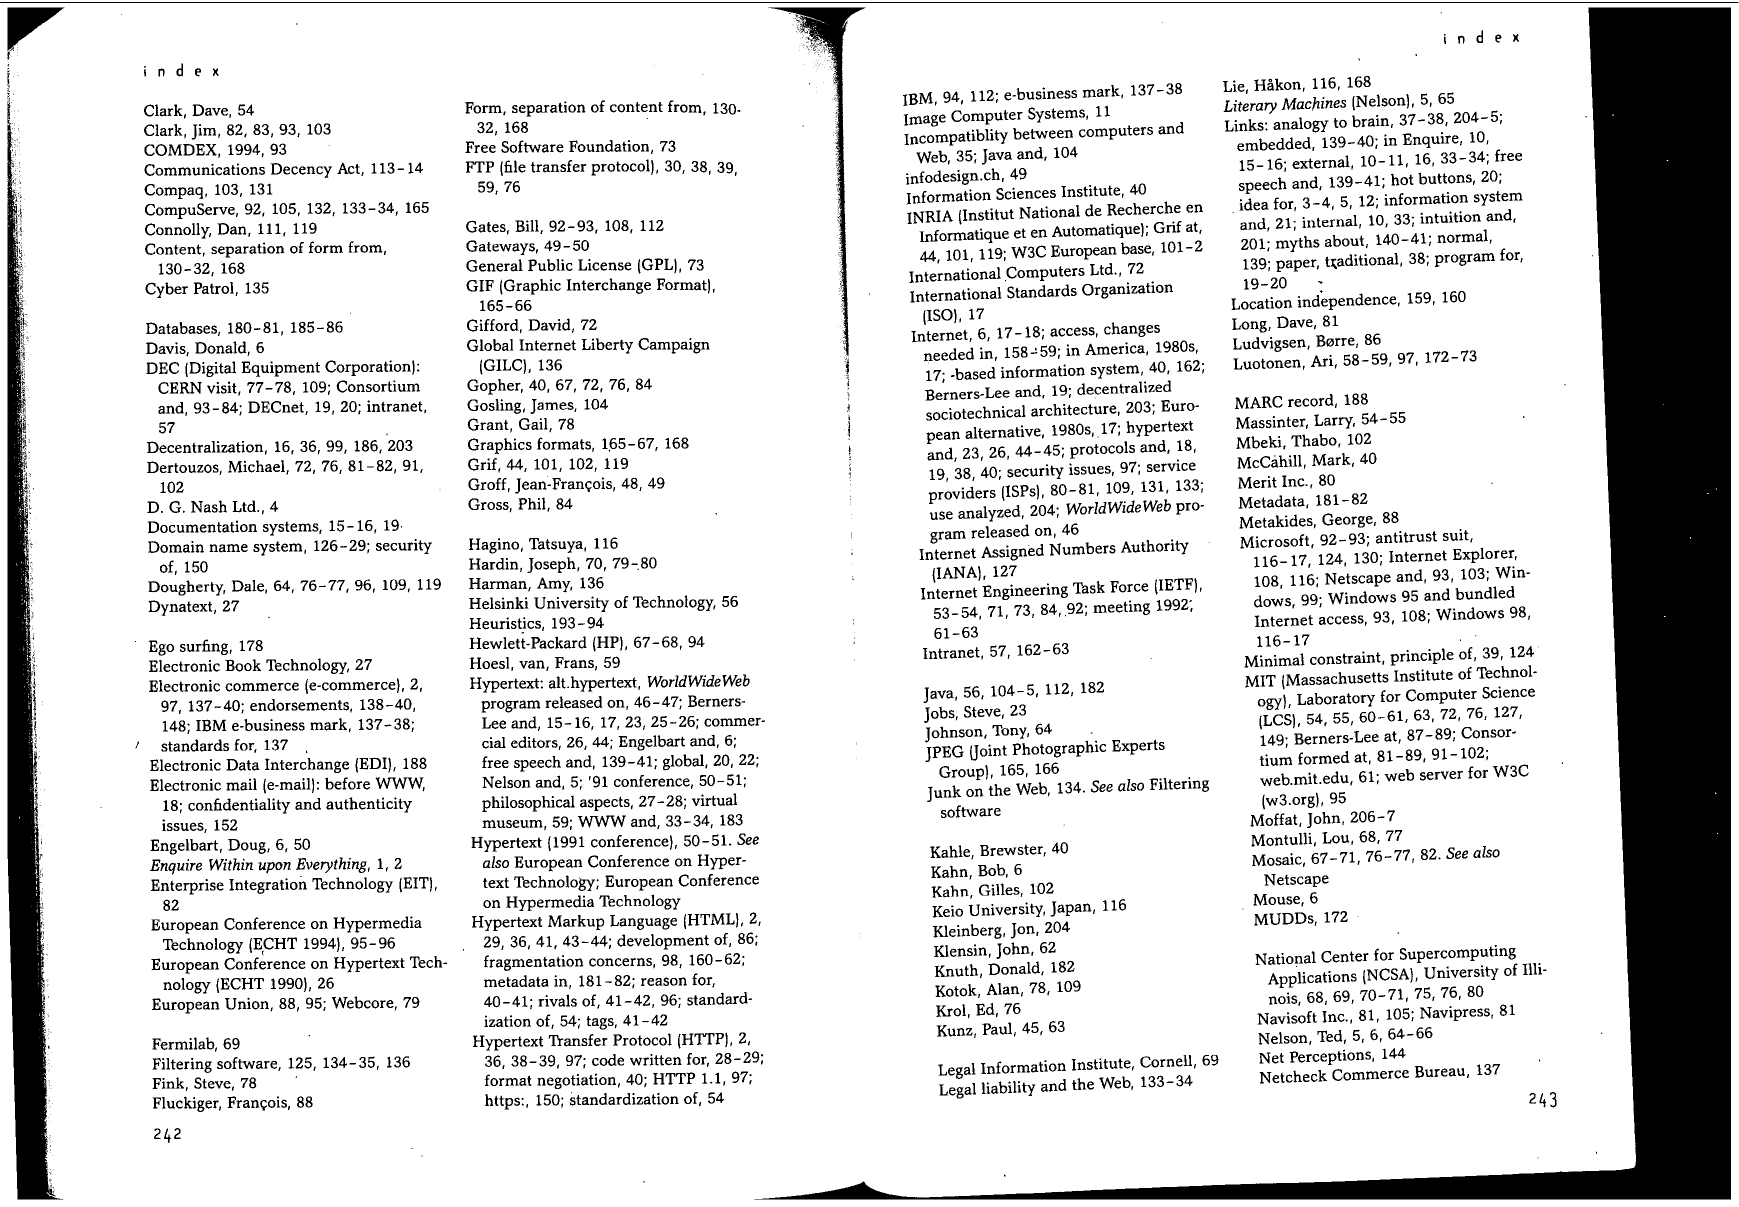 index
Clark, Dave, 54
Clark, Jim, 82, 83, 93, 103
COMDEX, 1994, 93
Communications Decency Act, 113-14
Compaq, 103, 131
CompuServe, 92, 105, 132, 133-34, 165
Connolly, Dan, 111, 119
Content, separation of form from,
130-32, 168
Cyber Patrol, 135
Databases, 180-81, 185-86
Davis, Donald, 6
DEC (Digital Equipment Corporation):
CERN visit, 77-78, 109; Consortium
and, 93-84; DECnet, 19, 20; intranet,
57
Decentralization, 16, 36, 99, 186, 203
Dertouzos, Michael, 72, 76, 81-82, 91,
102
D. G. Nash Ltd., 4
Documentation systems, 15-16, 19
Domain name system, 126-29; security
of, 150
Dougherty, Dale, 64, 76-77, 96, 109, 119
Dynatext, 27
Ego surfing, 178
Electronic Book Technology, 27
Electronic commerce (e-commerce), 2,
97, 137-40; endorsements, 138-40,
148; IBM e-business mark, 137-38;
standards for, 137
Electronic Data Interchange (EDI), 188
Electronic mail (e-mail): before WWW,
18; confidentiality and authenticity
issues, 152
Engelbart, Doug, 6, 50
Enquire Within upon Everything, 1, 2
Enterprise Integration Technology (EIT),
82
European Conference on Hypermedia
Technology (ECHT 1994), 95-96
European Conference on Hypertext Tech-
nology (ECHT 1990), 26
European Union, 88, 95; Webcore, 79
Fermilab, 69
Filtering software, 125, 134-35, 136
Fink, Steve, 78
Fluckiger, François, 88
242
Form, separation of content from, 130-
32, 168
Free Software Foundation, 73
FTP (file transfer protocol), 30, 38, 39,
59, 76
Gates, Bill, 92-93, 108, 112
Gateways, 49-50
General Public License (GPL), 73
GIF (Graphic Interchange Format),
165-66
Gifford, David, 72
Global Internet Liberty Campaign
(GILC), 136
Gopher, 40, 67, 72, 76, 84
Gosling, James, 104
Grant, Gail, 78
Graphics formats, 165-67, 168
Grif, 44, 101, 102, 119
Groff, Jean-François, 48, 49
Gross, Phil, 84
Hagino, Tatsuya, 116
Hardin, Joseph, 70, 79-80
Harman, Amy, 136
Helsinki University of Technology, 56
Heuristics, 193-94
Hewlett-Packard (HP), 67-68, 94
Hoesl, van, Frans, 59
Hypertext: alt.hypertext, WorldWideWeb
program released on, 46-47; Berners-
Lee and, 15-16, 17, 23, 25-26; commer-
cial editors, 26, 44; Engelbart and, 6;
free speech and, 139-41; global, 20, 22;
Nelson and, 5; '91 conference, 50-51;
philosophical aspects, 27-28; virtual
museum, 59; WWW and, 33-34, 183
Hypertext (1991 conference), 50-51. See
also European Conference on Hyper-
text Technology; European Conference
on Hypermedia Technology
Hypertext Markup Language (HTML), 2,
29, 36, 41, 43-44; development of, 86;
fragmentation concerns, 98, 160-62;
metadata in, 181-82; reason for,
40-41; rivals of, 41-42, 96; standard-
ization of, 54; tags, 41-42
Hypertext Transfer Protocol (HTTP), 2,
36, 38-39, 97; code written for, 28-29;
format negotiation, 40; HTTP 1.1, 97;
https:, 150; standardization of, 54
index
IBM, 94, 112; e-business mark, 137-38
Image Computer Systems, 11
Incompatiblity between computers and
Web, 35; Java and, 104
infodesign.ch, 49
Information Sciences Institute, 40
INRIA (Institut National de Recherche en
Informatique et en Automatique); Grif at,
44, 101, 119; W3C European base, 101-2
International Computers Ltd., 72
International Standards Organization
(ISO), 17
Internet, 6, 17-18; access, changes
needed in, 158-59; in America, 1980s,
17; -based information system, 40, 162;
Berners-Lee and, 19; decentralized
sociotechnical architecture, 203; Euro-
pean alternative, 1980s, 17; hypertext
and, 23, 26, 44-45; protocols and, 18,
19, 38, 40; security issues, 97; service
providers (ISPs), 80-81, 109, 131, 133;
use analyzed, 204; WorldWideWeb pro-
gram released on, 46
Internet Assigned Numbers Authority
(IANA), 127
Internet Engineering Task Force (IETF),
53-54, 71, 73, 84, 92; meeting 1992,
61-63
Intranet, 57, 162-63
Java, 56, 104-5, 112, 182
Jobs, Steve, 23
Johnson, Tony, 64
JPEG (Joint Photographic Experts
Group), 165, 166
Junk on the Web, 134. See also Filtering
software
Kahle, Brewster, 40
Kahn, Bob, 6
Kahn, Gilles, 102
Keio University, Japan, 116
Kleinberg, Jon, 204
Klensin, John, 62
Knuth, Donald, 182
Kotok, Alan, 78, 109
Krol, Ed, 76
Kunz, Paul, 45, 63
Legal Information Institute, Cornell, 69
Legal liability and the Web, 133-34
Lie, Håkon, 116, 168
Literary Machines (Nelson), 5, 65
Links: analogy to brain, 37-38, 204-5;
embedded, 139-40; in Enquire, 10,
15-16; external, 10-11, 16, 33-34; free
speech and, 139-41; hot buttons, 20;
idea for, 3-4, 5, 12; information system
and, 21; internal, 10, 33; intuition and,
201; myths about, 140-41; normal,
139; paper, traditional, 38; program for,
19-20
Location independence, 159, 160
Long, Dave, 81
Ludvigsen, Børre, 86
Luotonen, Ari, 58-59, 97, 172-73
MARC record, 188
Massinter, Larry, 54-55
Mbeki, Thabo, 102
McCahill, Mark, 40
Merit Inc., 80
Metadata, 181-82
Metakides, George, 88
Microsoft, 92-93; antitrust suit,
116-17, 124, 130; Internet Explorer,
108, 116; Netscape and, 93, 103; Win-
dows, 99; Windows 95 and bundled
Internet access, 93, 108; Windows 98,
116-17
Minimal constraint, principle of, 39, 124
MIT (Massachusetts Institute of Technol-
ogy), Laboratory for Computer Science
(LCS), 54, 55, 60-61, 63, 72, 76, 127,
149; Berners-Lee at, 87-89; Consor-
tium formed at, 81-89, 91-102;
web.mit.edu, 61; web server for W3C
(w3.org), 95
Moffat, John, 206-7
Montulli, Lou, 68, 77
Mosaic, 67-71, 76-77, 82. See also
Netscape
Mouse, 6
MUDDs, 172
National Center for Supercomputing
Applications (NCSA), University of Illi-
nois, 68, 69, 70-71, 75, 76, 80
Navisoft Inc., 81, 105; Navipress, 81
Nelson, Ted, 5, 6, 64-66
Net Perceptions, 144
Netcheck Commerce Bureau, 137
243